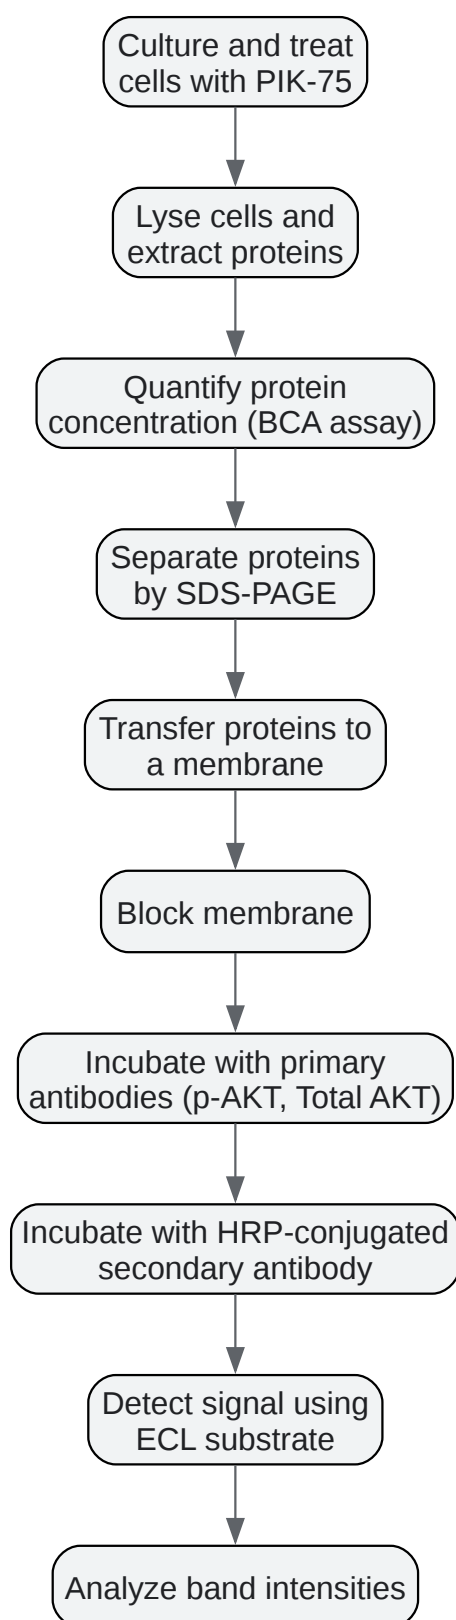 Culture and treat
cells with PIK-75
Lyse cells and
extract proteins
Quantify protein
concentration (BCA assay)
Separate proteins
by SDS-PAGE
Transfer proteins to
a membrane
Block membrane
Incubate with primary
antibodies (p-AKT, Total AKT)
Incubate with HRP-conjugated
secondary antibody
Detect signal using
ECL substrate
Analyze band intensities